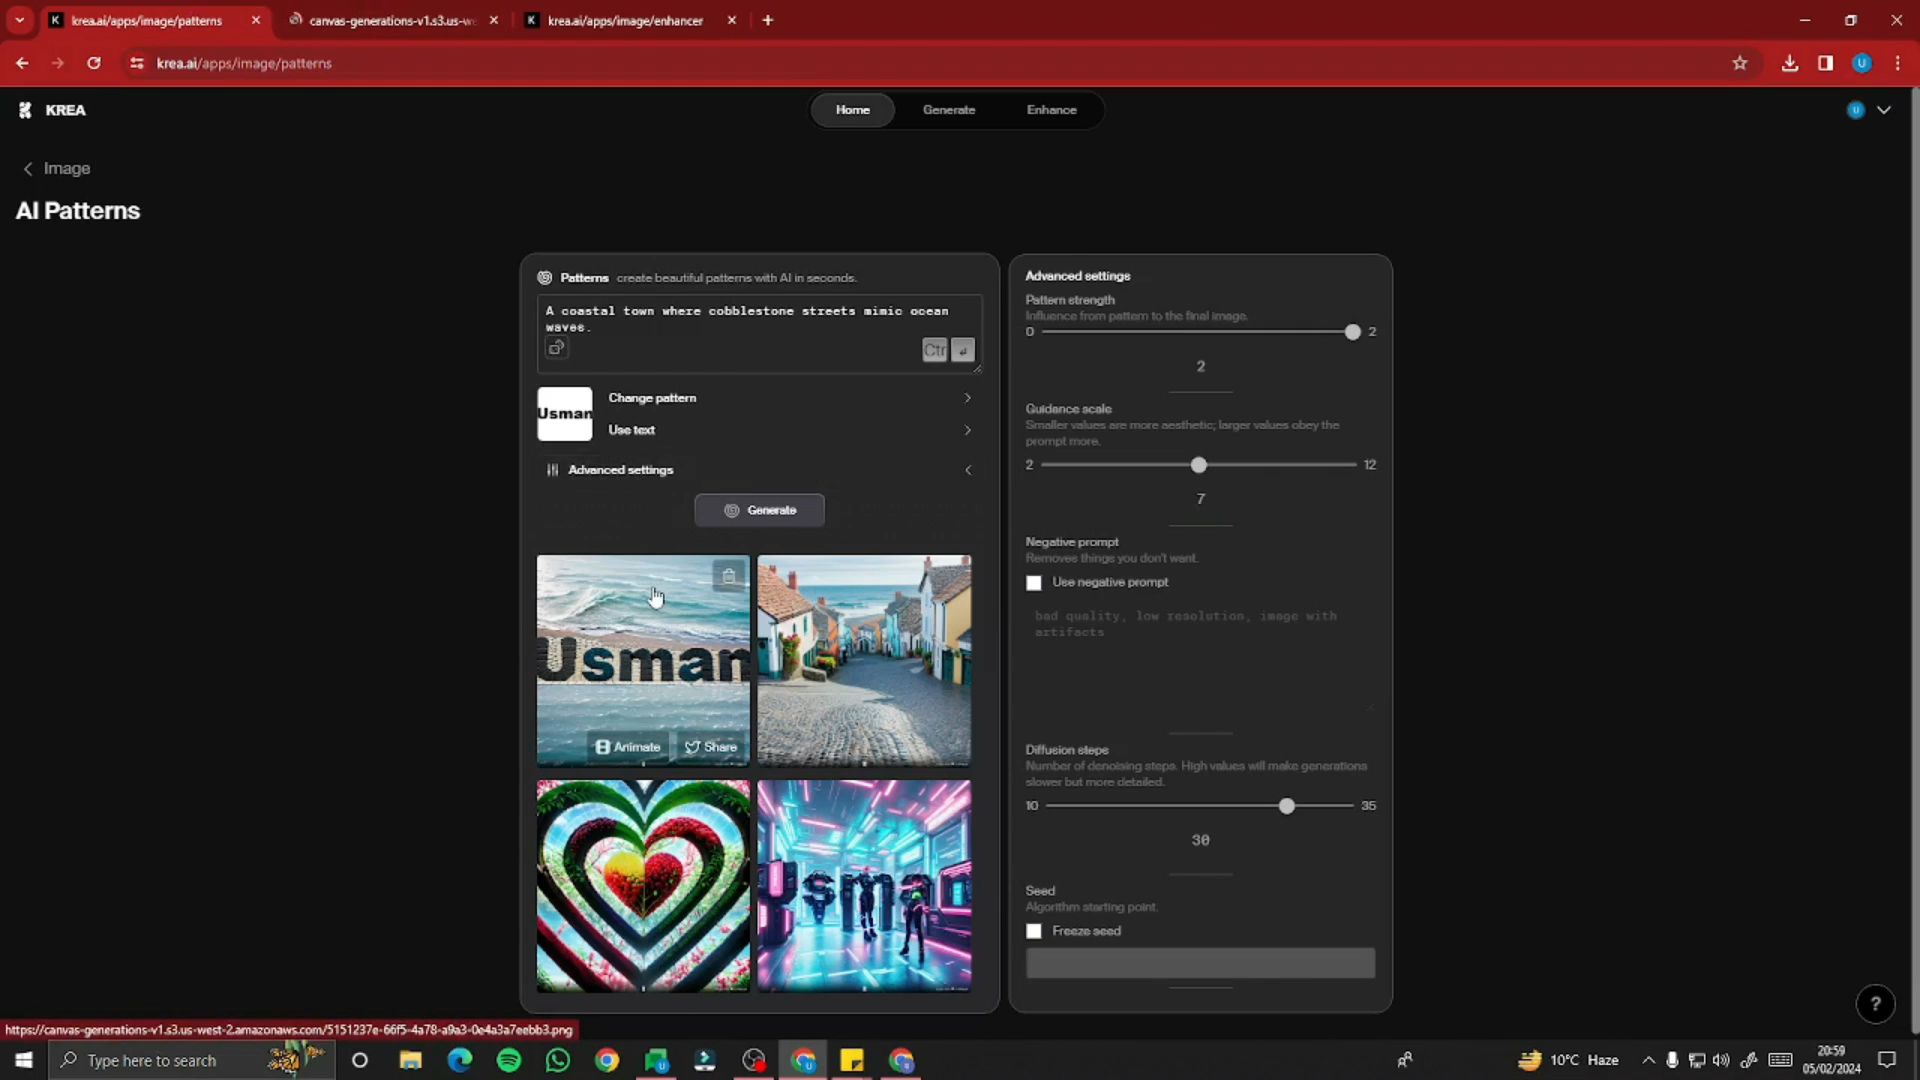 krea.ai/apps/image/patterns
canvas-generations-v1.s3.us-we
krea.ai/apps/image/enhancer
krea.ai/apps/image/patterns
KREA
Home
Generate
Enhance
U
Image
AI Patterns
Patterns create beautiful patterns with AI in seconds.
A coastal town where cobblestone streets mimic ocean
waves.
Ctr
Usman
Change pattern
Use text
Advanced settings
Generate
Usman
Animate
Share
Advanced settings
Pattern strength
Influence from pattern to the final image.
0 2
2
Guidance scale
Smaller values are more aesthetic; larger values obey the
prompt more.
2 12
7
Negative prompt
Removes things you don't want.
Use negative prompt
bad quality, low resolution, image with
artifacts
Diffusion steps
Number of denoising steps. High values will make generations
slower but more detailed.
10 35
30
Seed
Algorithm starting point.
Freeze seed
?
https://canvas-generations-v1.s3.us-west-2.amazonaws.com/5151237e-66f5-4a78-a9a3-0e4a3a7eebb3.png
Type here to search
10°C Haze
20:59
05/02/2024